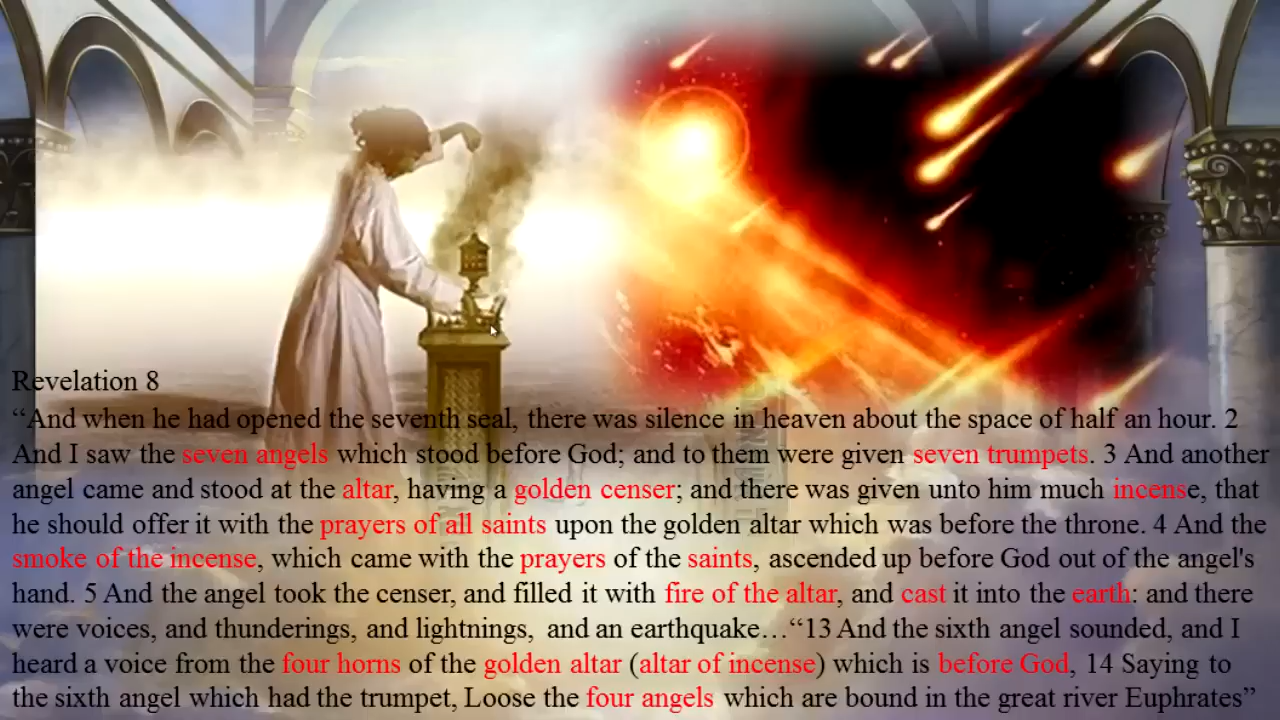 Revelation 8
“And when he had opened the seventh seal, there was silence in heaven about the space of half an hour. 2
And I saw the seven angels which stood before God; and to them were given seven trumpets. 3 And another
angel came and stood at the altar, having a golden censer; and there was given unto him much incense, that
he should offer it with the prayers of all saints upon the golden altar which was before the throne. 4 And the
smoke of the incense, which came with the prayers of the saints, ascended up before God out of the angel's
hand. 5 And the angel took the censer, and filled it with fire of the altar, and cast it into the earth: and there
were voices, and thunderings, and lightnings, and an earthquake…“13 And the sixth angel sounded, and I
heard a voice from the four horns of the golden altar (altar of incense) which is before God, 14 Saying to
the sixth angel which had the trumpet, Loose the four angels which are bound in the great river Euphrates”